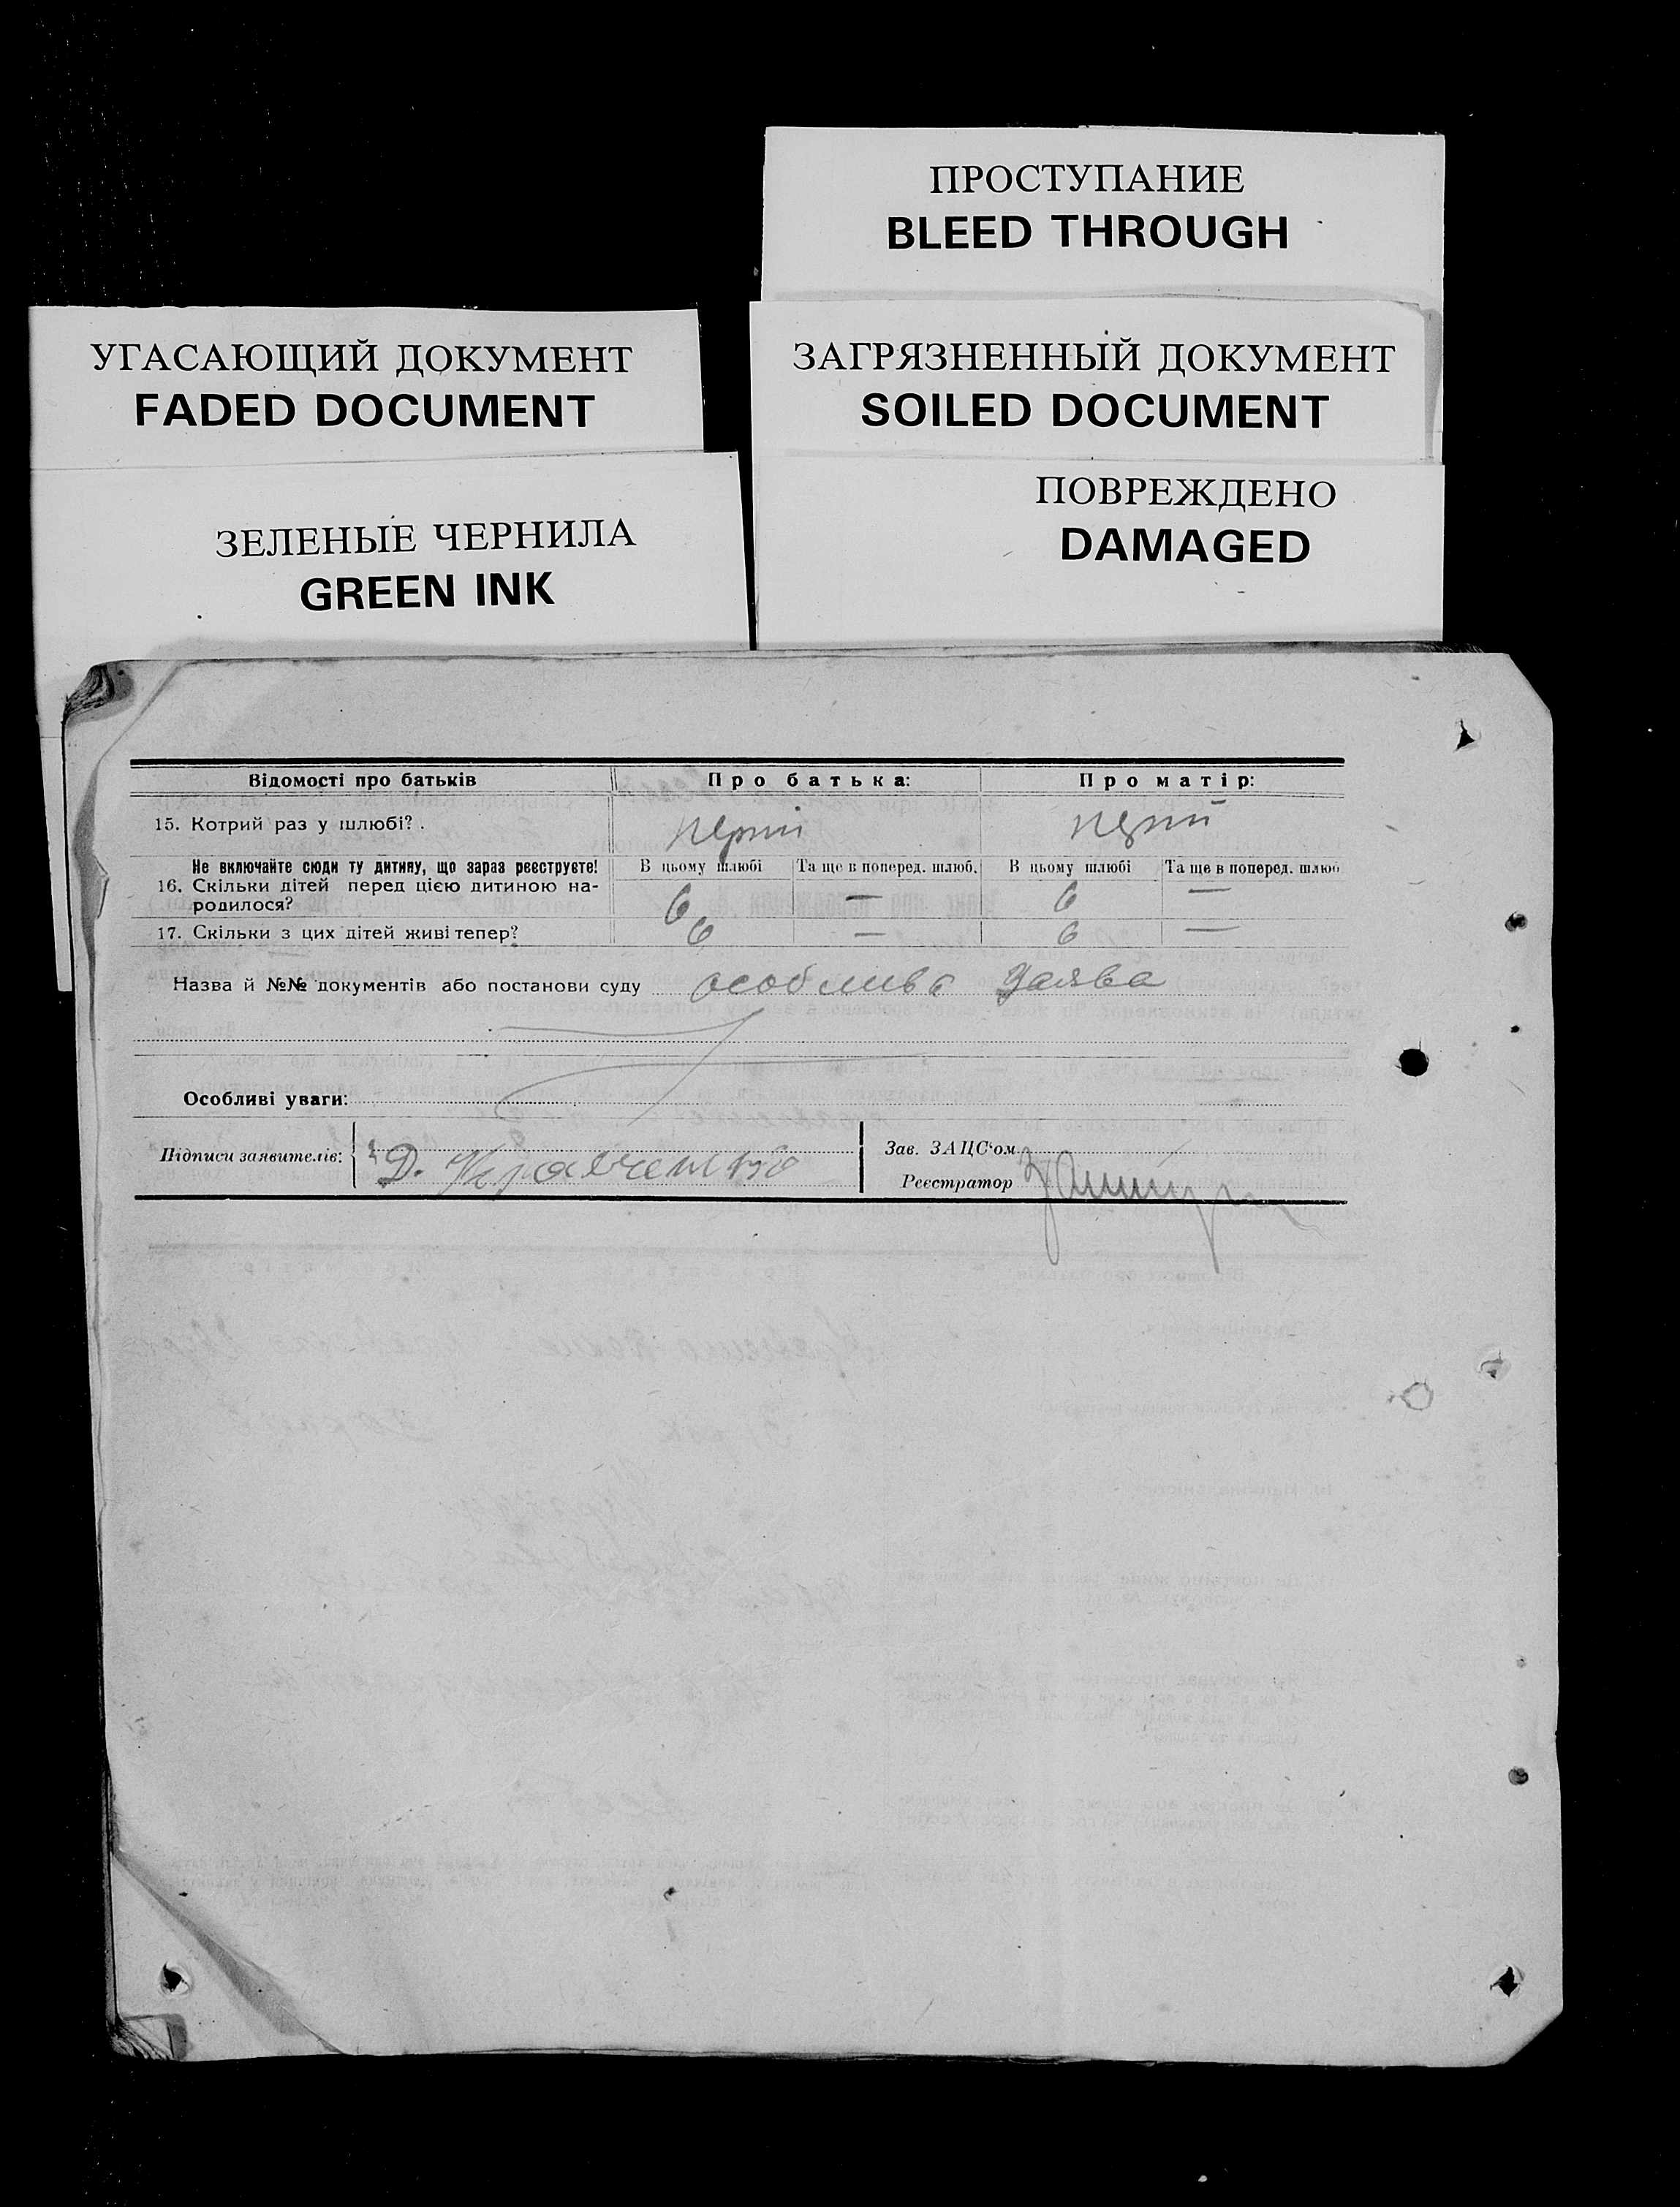 ПРОСТУПАНИЕ
BLEED THROUGH
УГАСАЮЩИЙ ДОКУМЕНТ
FADED DOCUMENT
ЗАГРЯЗНЕННЫЙ ДОКУМЕНТ
SOILED DOCUMENT
ЗЕЛЕНЫЕ ЧЕРНИЛА
GREEN INK
ПОВРЕЖДЕНО
DAMAGED
Відомості про батьків Про батька: Про матір:
15. Котрий раз у шлюбі? . перший перший
Не включайте сюди ту дитину, що зараз реєструєте! В цьому шлюбі Та ще в поперед. шлюб. В цьому шлюбі Та ще в поперед. шлюб
16. Скільки дітей перед цією дитиною на- 6 — 6 —
родилося?
17. Скільки з цих дітей живі тепер? 6 — 6 —
Назва й №№ документів або постанови суду особлива заява
Особливі уваги:
Підписи заявителів: Д. Кравченко
Зав. ЗАЦС'ом
Реєстратор